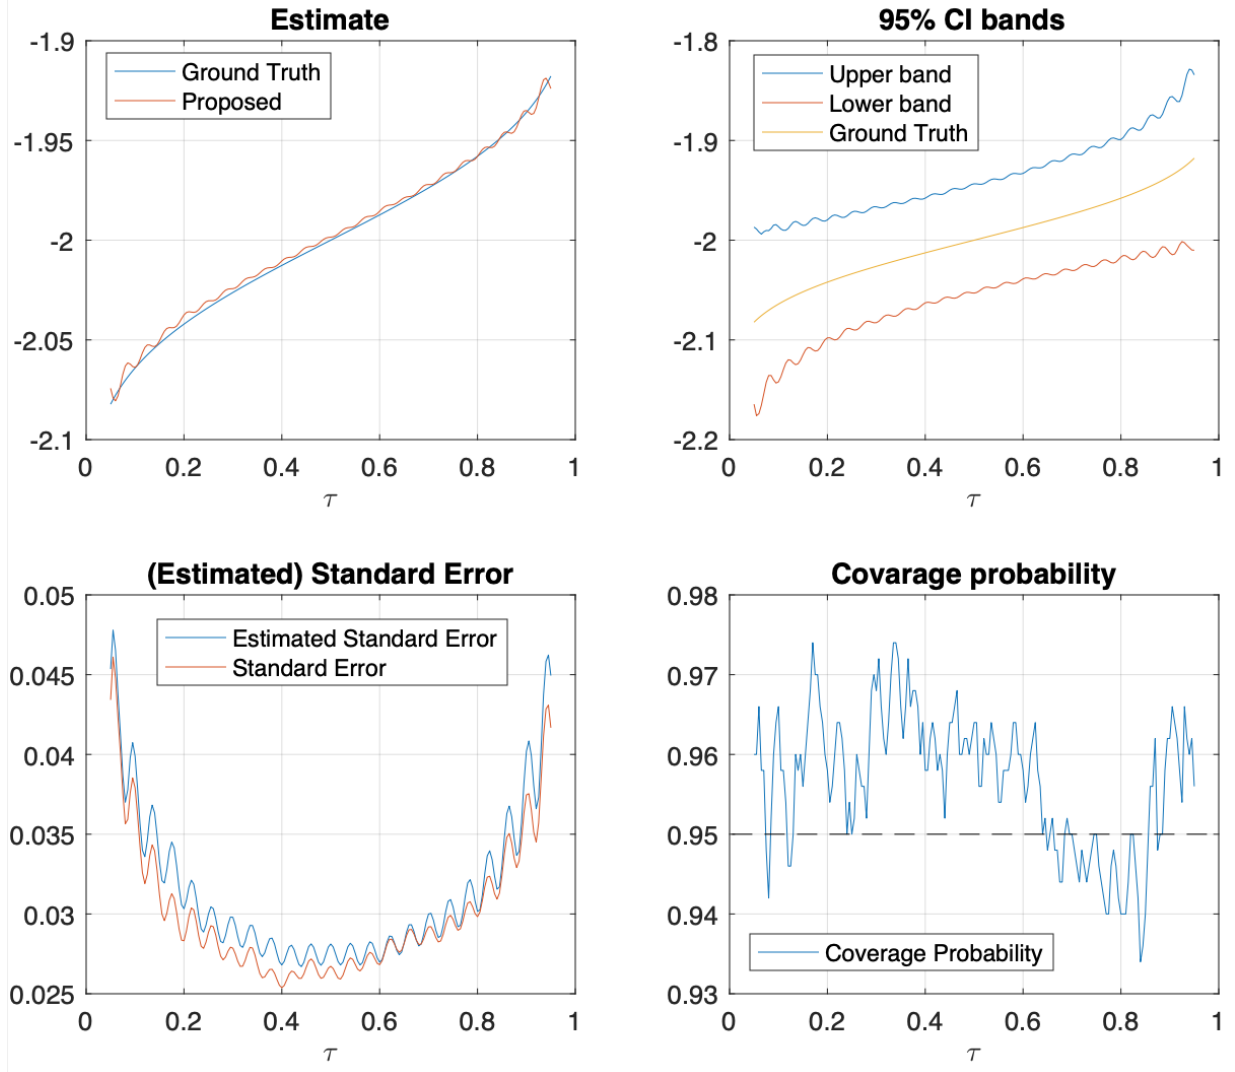 Estimate
-1.9
-1.95
-2
-2.05
-2.1
Ground Truth
Proposed
0 0.2 0.4 0.6 0.8 1
τ
95% CI bands
-1.8
-1.9
-2
-2.1
-2.2
Upper band
Lower band
Ground Truth
0 0.2 0.4 0.6 0.8 1
τ
(Estimated) Standard Error
0.05
0.045
0.04
0.035
0.03
0.025
Estimated Standard Error
Standard Error
0 0.2 0.4 0.6 0.8 1
τ
Covarage probability
0.98
0.97
0.96
0.95
0.94
0.93
Coverage Probability
0 0.2 0.4 0.6 0.8 1
τ